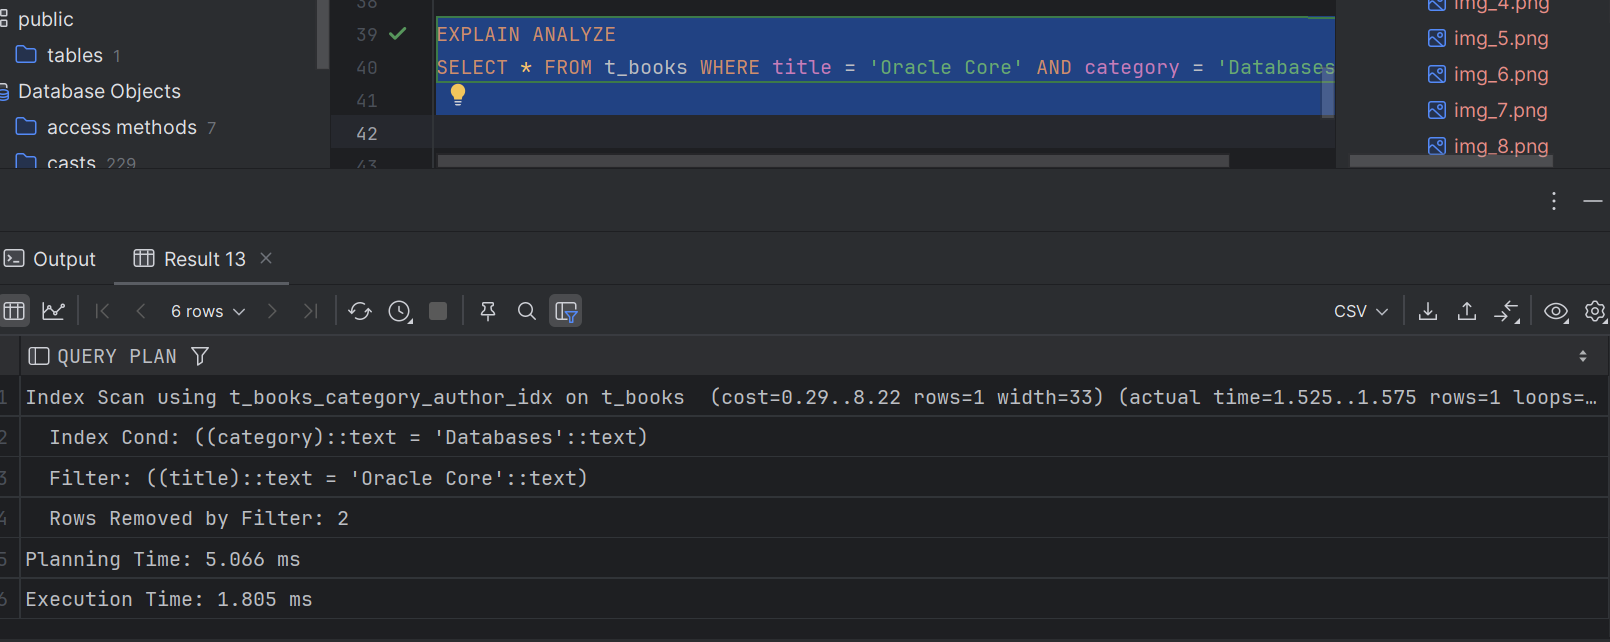 public
tables 1
Database Objects
access methods 7
casts 229
38
39 EXPLAIN ANALYZE
40 SELECT * FROM t_books WHERE title = 'Oracle Core' AND category = 'Databases
41
42
43
img_4.png
img_5.png
img_6.png
img_7.png
img_8.png
Output
Result 13
6 rows
CSV
QUERY PLAN
1 Index Scan using t_books_category_author_idx on t_books (cost=0.29..8.22 rows=1 width=33) (actual time=1.525..1.575 rows=1 loops=…
2 Index Cond: ((category)::text = 'Databases'::text)
3 Filter: ((title)::text = 'Oracle Core'::text)
4 Rows Removed by Filter: 2
5 Planning Time: 5.066 ms
6 Execution Time: 1.805 ms